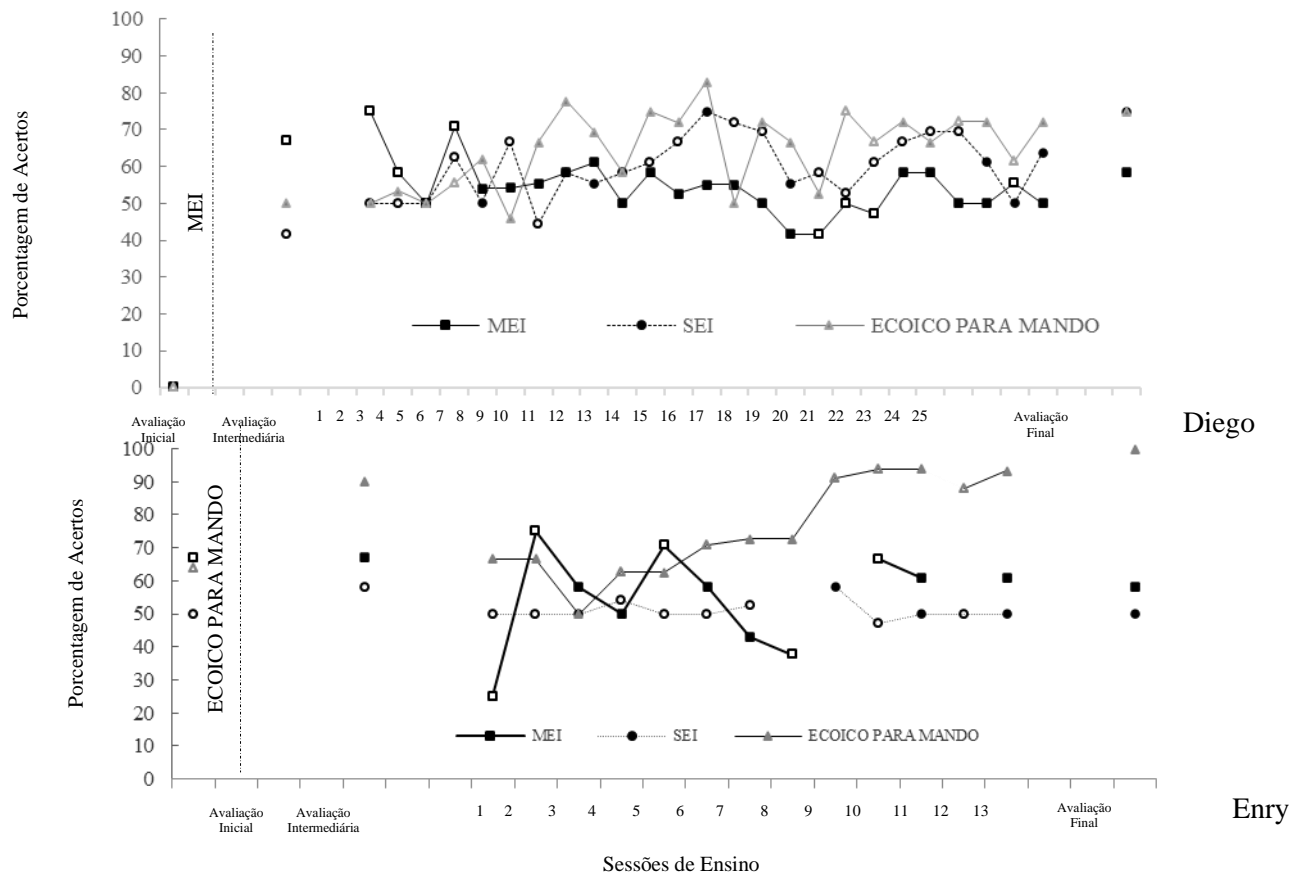 100
90
80
70
60
50
40
30
20
10
0
Porcentagem de Acertos
MEI
MEI SEI ECOICO PARA MANDO
Avaliação
Inicial
Avaliação
Intermediária
1 2 3 4 5 6 7 8 9 10 11 12 13 14 15 16 17 18 19 20 21 22 23 24 25
Avaliação
Final
Diego
100
90
80
70
60
50
40
30
20
10
0
Porcentagem de Acertos
ECOICO PARA MANDO
MEI SEI ECOICO PARA MANDO
Avaliação
Inicial
Avaliação
Intermediária
1 2 3 4 5 6 7 8 9 10 11 12 13
Avaliação
Final
Enry
Sessões de Ensino